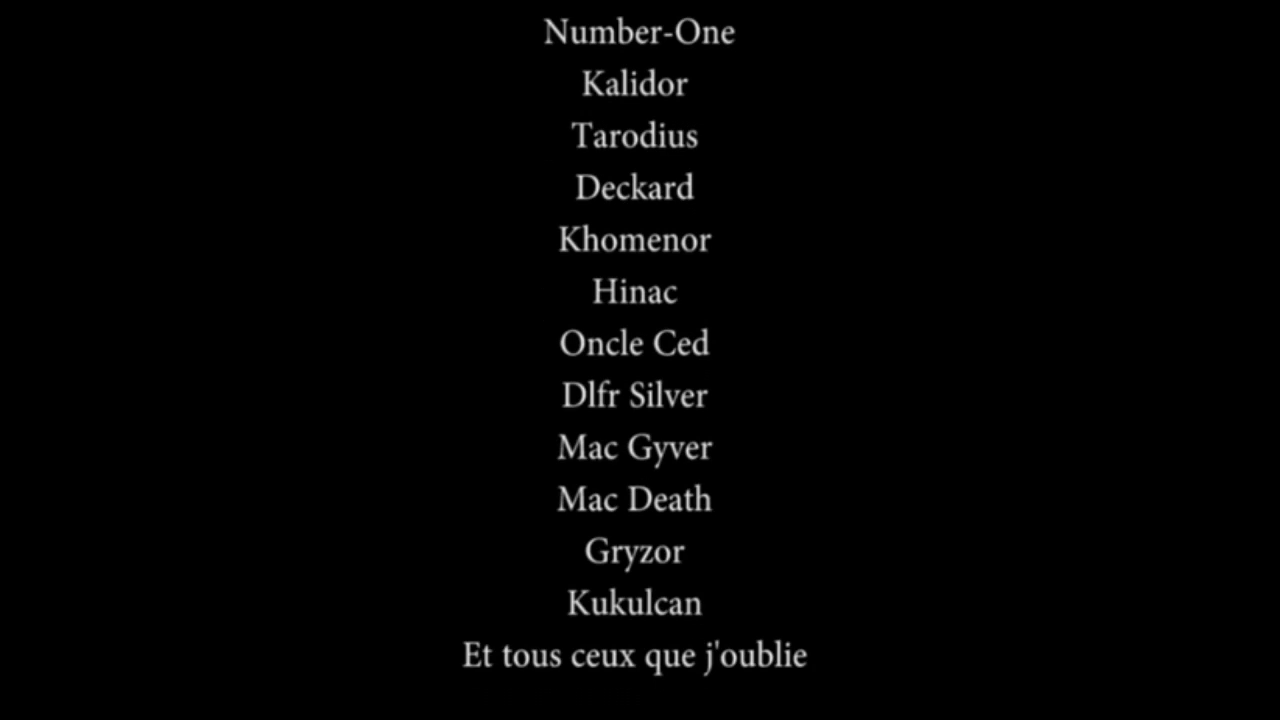 Number-One
Kalidor
Tarodius
Deckard
Khomenor
Hinac
Oncle Ced
Dlfr Silver
Mac Gyver
Mac Death
Gryzor
Kukulcan
Et tous ceux que j'oublie